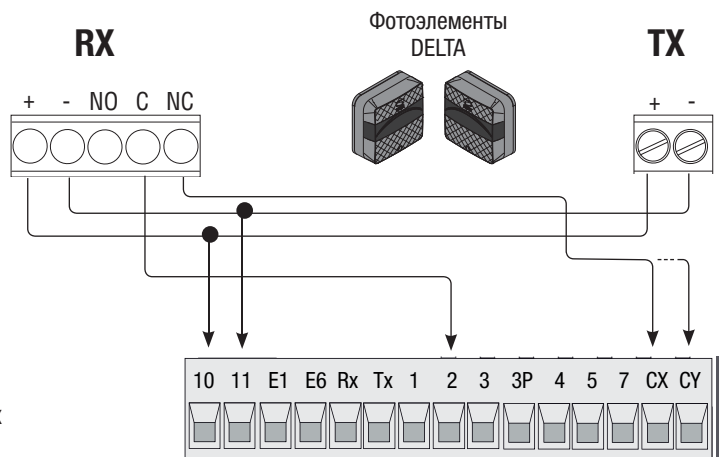 Фотоэлементы
DELTA
RX
TX
+ - NO C NC
+ -
10 11 E1 E6 Rx Tx 1 2 3 3P 4 5 7 CX CY
х